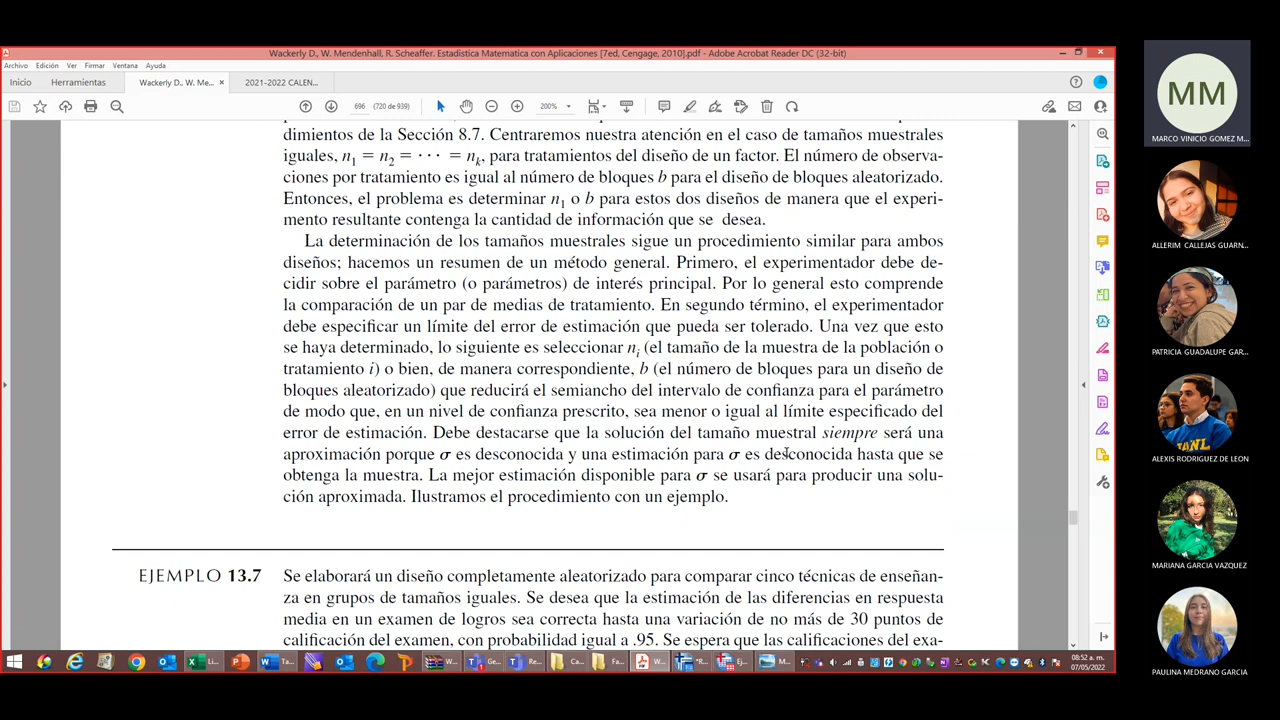 Wackerly D., W. Mendenhall, R. Scheaffer. Estadistica Matematica con Aplicaciones [7ed, Cengage, 2010].pdf - Adobe Acrobat Reader DC (32-bit)
Archivo Edición Ver Firmar Ventana Ayuda
Inicio Herramientas Wackerly D., W. Me... × 2021-2022 CALEN...
696 (720 de 939) 200%
dimientos de la Sección 8.7. Centraremos nuestra atención en el caso de tamaños muestrales
iguales, n1 = n2 = ··· = nk, para tratamientos del diseño de un factor. El número de observa-
ciones por tratamiento es igual al número de bloques b para el diseño de bloques aleatorizado.
Entonces, el problema es determinar n1 o b para estos dos diseños de manera que el experi-
mento resultante contenga la cantidad de información que se desea.
La determinación de los tamaños muestrales sigue un procedimiento similar para ambos
diseños; hacemos un resumen de un método general. Primero, el experimentador debe de-
cidir sobre el parámetro (o parámetros) de interés principal. Por lo general esto comprende
la comparación de un par de medias de tratamiento. En segundo término, el experimentador
debe especificar un límite del error de estimación que pueda ser tolerado. Una vez que esto
se haya determinado, lo siguiente es seleccionar ni (el tamaño de la muestra de la población o
tratamiento i) o bien, de manera correspondiente, b (el número de bloques para un diseño de
bloques aleatorizado) que reducirá el semiancho del intervalo de confianza para el parámetro
de modo que, en un nivel de confianza prescrito, sea menor o igual al límite especificado del
error de estimación. Debe destacarse que la solución del tamaño muestral siempre será una
aproximación porque σ es desconocida y una estimación para σ es desconocida hasta que se
obtenga la muestra. La mejor estimación disponible para σ se usará para producir una solu-
ción aproximada. Ilustramos el procedimiento con un ejemplo.
EJEMPLO 13.7 Se elaborará un diseño completamente aleatorizado para comparar cinco técnicas de enseñan-
za en grupos de tamaños iguales. Se desea que la estimación de las diferencias en respuesta
media en un examen de logros sea correcta hasta una variación de no más de 30 puntos de
calificación del examen, con probabilidad igual a .95. Se espera que las calificaciones del exa-
Li... Ta... W... Ge... Re... Ca... Fa... W... "R... Ej... M...
08:52 a. m.
07/05/2022
MM
MARCO VINICIO GOMEZ M...
ALLERIM CALLEJAS GUARN...
PATRICIA GUADALUPE GAR...
UANL
ALEXIS RODRIGUEZ DE LEON
MARIANA GARCIA VAZQUEZ
PAULINA MEDRANO GARCIA